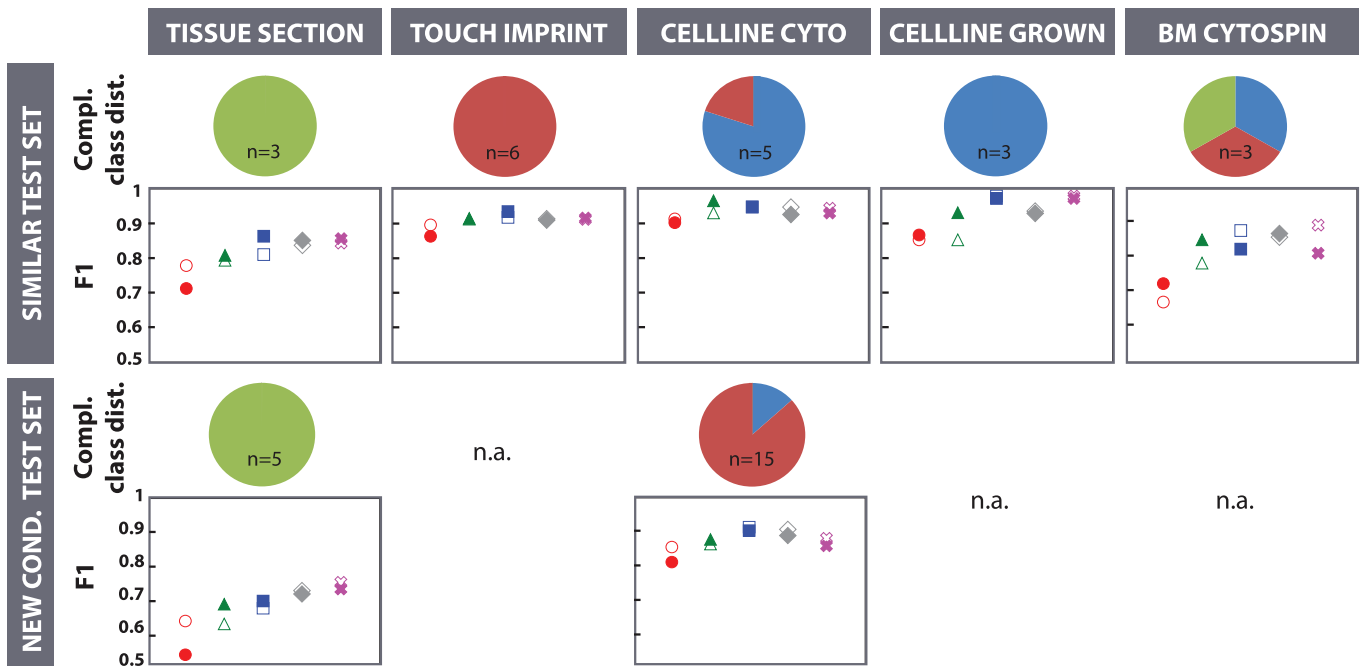 TISSUE SECTION
TOUCH IMPRINT
CELLLINE CYTO
CELLLINE GROWN
BM CYTOSPIN
SIMILAR TEST SET
Compl.
class dist.
n=3
n=6
n=5
n=3
n=3
F1
1
0.9
0.8
0.7
0.6
0.5
NEW COND. TEST SET
Compl.
class dist.
n=5
n.a.
n=15
n.a.
n.a.
F1
1
0.9
0.8
0.7
0.6
0.5